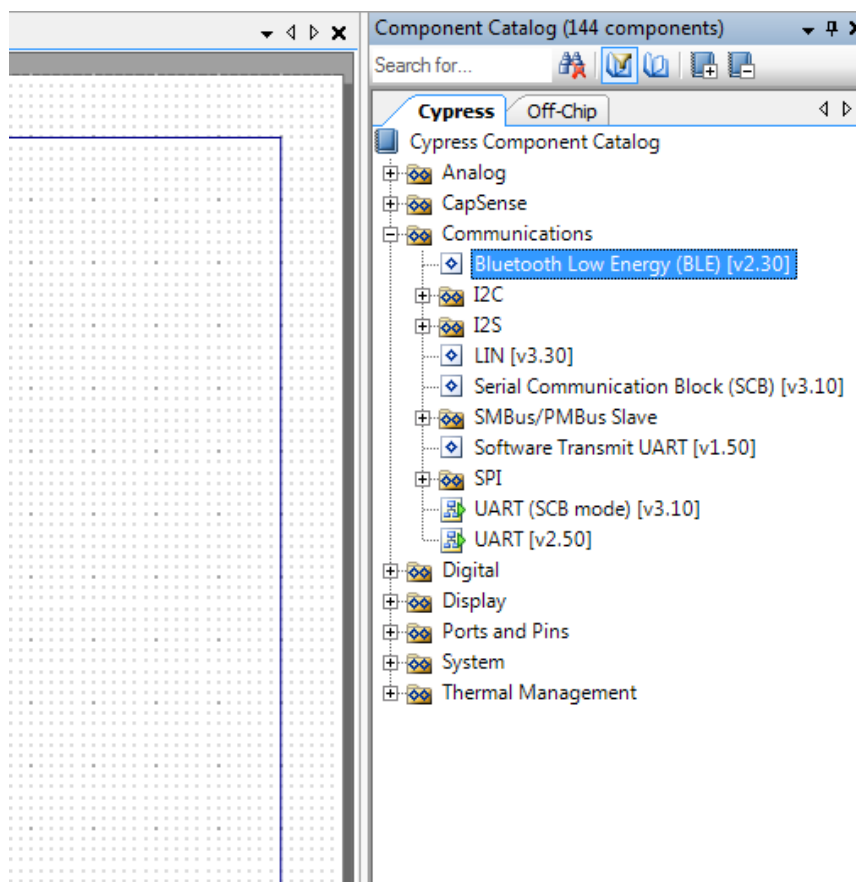 Component Catalog (144 components)
Search for...
Cypress Off-Chip
Cypress Component Catalog
Analog
CapSense
Communications
Bluetooth Low Energy (BLE) [v2.30]
I2C
I2S
LIN [v3.30]
Serial Communication Block (SCB) [v3.10]
SMBus/PMBus Slave
Software Transmit UART [v1.50]
SPI
UART (SCB mode) [v3.10]
UART [v2.50]
Digital
Display
Ports and Pins
System
Thermal Management